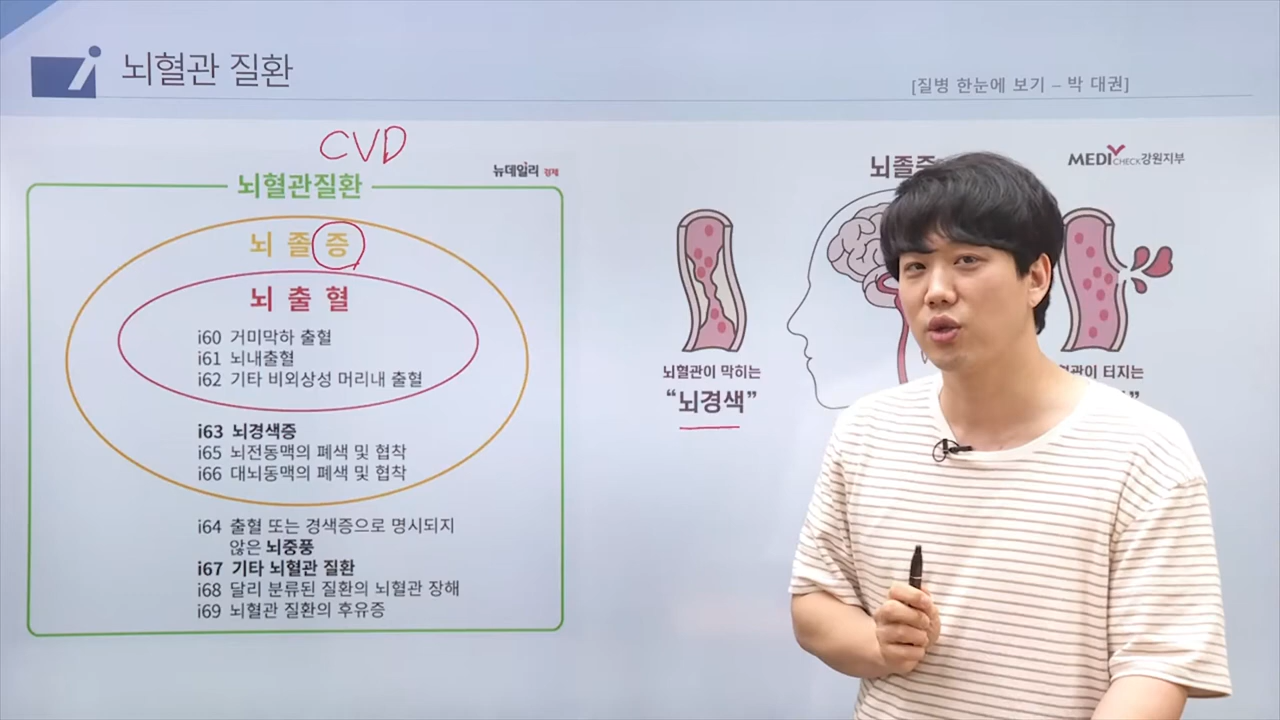 뇌혈관 질환
[질병 한눈에 보기 – 박 대권]
CVD
뉴데일리 경제
뇌혈관질환
뇌 졸 증
뇌 출 혈
i60 거미막하 출혈
i61 뇌내출혈
i62 기타 비외상성 머리내 출혈
i63 뇌경색증
i65 뇌전동맥의 폐색 및 협착
i66 대뇌동맥의 폐색 및 협착
i64 출혈 또는 경색증으로 명시되지
않은 뇌중풍
i67 기타 뇌혈관 질환
i68 달리 분류된 질환의 뇌혈관 장해
i69 뇌혈관 질환의 후유증
뇌졸중
MEDI CHECK 강원지부
뇌혈관이 막히는
“뇌경색”
이 터지는